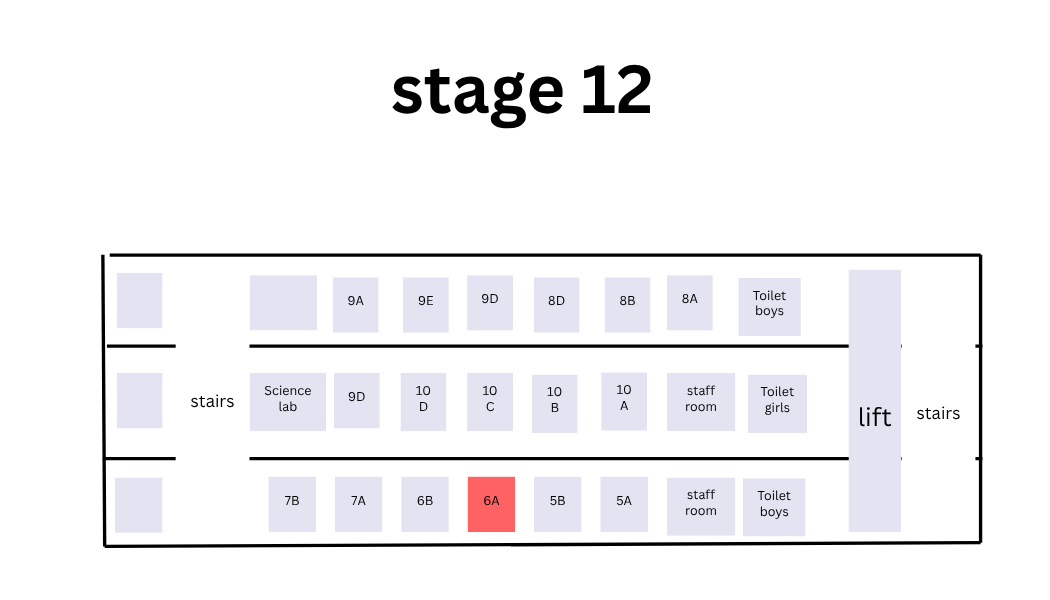 stage 12
9A
9E
9D
8D
8B
8A
Toilet
boys
stairs
Science
lab
9D
10
D
10
C
10
B
10
A
staff
room
Toilet
girls
lift
stairs
7B
7A
6B
6A
5B
5A
staff
room
Toilet
boys